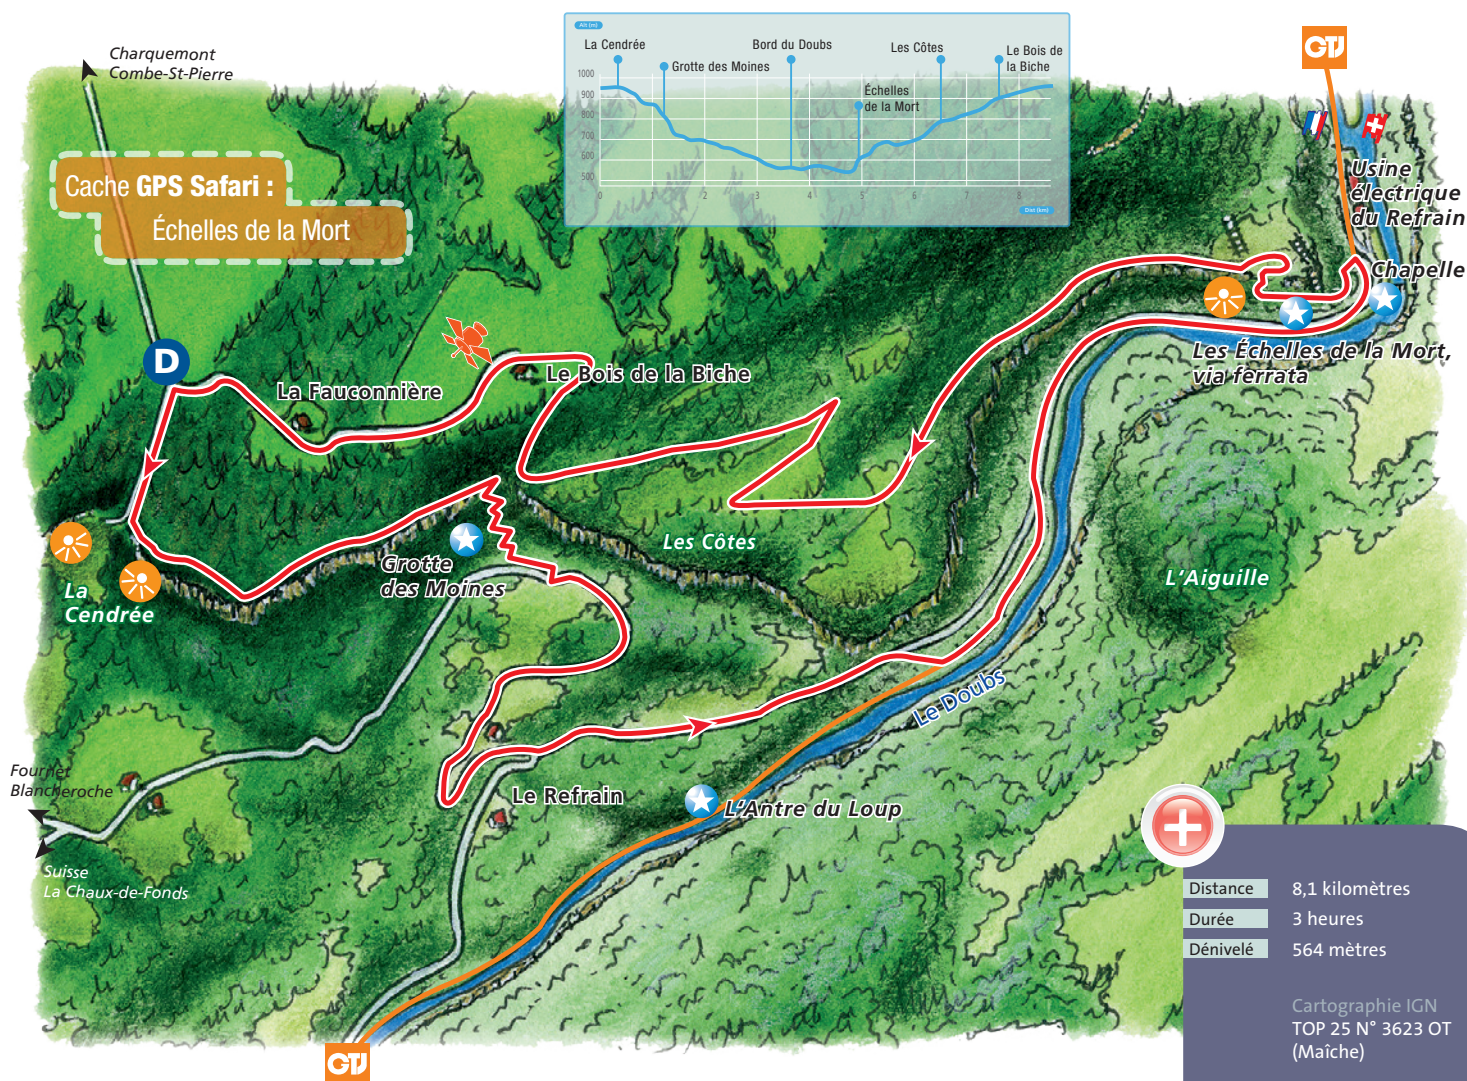 Charquemont
Combe-St-Pierre
Cache GPS Safari :
Échelles de la Mort
Alt (m)
La Cendrée
Grotte des Moines
Bord du Doubs
Échelles
de la Mort
Les Côtes
Le Bois de
la Biche
1000
900
800
700
600
500
0 1 2 3 4 5 6 7 8
Dist (km)
GTJ
Usine
électrique
du Refrain
Chapelle
Les Échelles de la Mort,
via ferrata
D
La Fauconnière
Le Bois de la Biche
La
Cendrée
Grotte
des Moines
Les Côtes
L'Aiguille
Le Doubs
Le Refrain
L'Antre du Loup
Fournet
Blancheroche
Suisse
La Chaux-de-Fonds
GTJ
Distance 8,1 kilomètres
Durée 3 heures
Dénivelé 564 mètres
Cartographie IGN
TOP 25 N° 3623 OT
(Maîche)